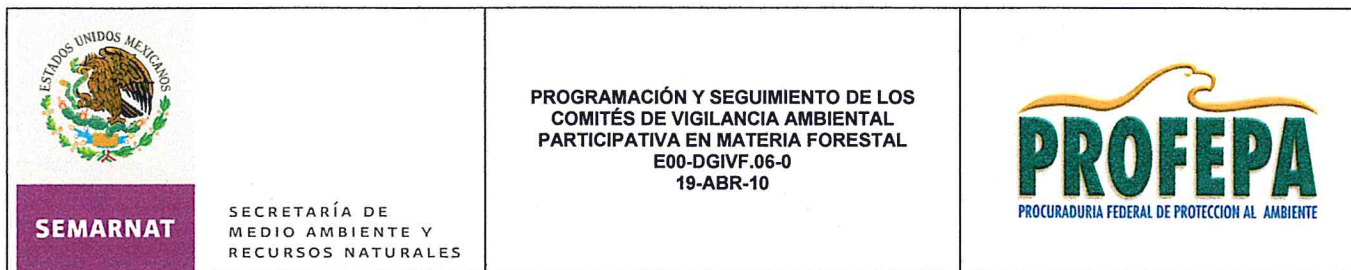 ESTADOS UNIDOS MEXICANOS
SEMARNAT
SECRETARÍA DE
MEDIO AMBIENTE Y
RECURSOS NATURALES
PROGRAMACIÓN Y SEGUIMIENTO DE LOS
COMITÉS DE VIGILANCIA AMBIENTAL
PARTICIPATIVA EN MATERIA FORESTAL
E00-DGIVF.06-0
19-ABR-10
PROFEPA
PROCURADURIA FEDERAL DE PROTECCION AL AMBIENTE